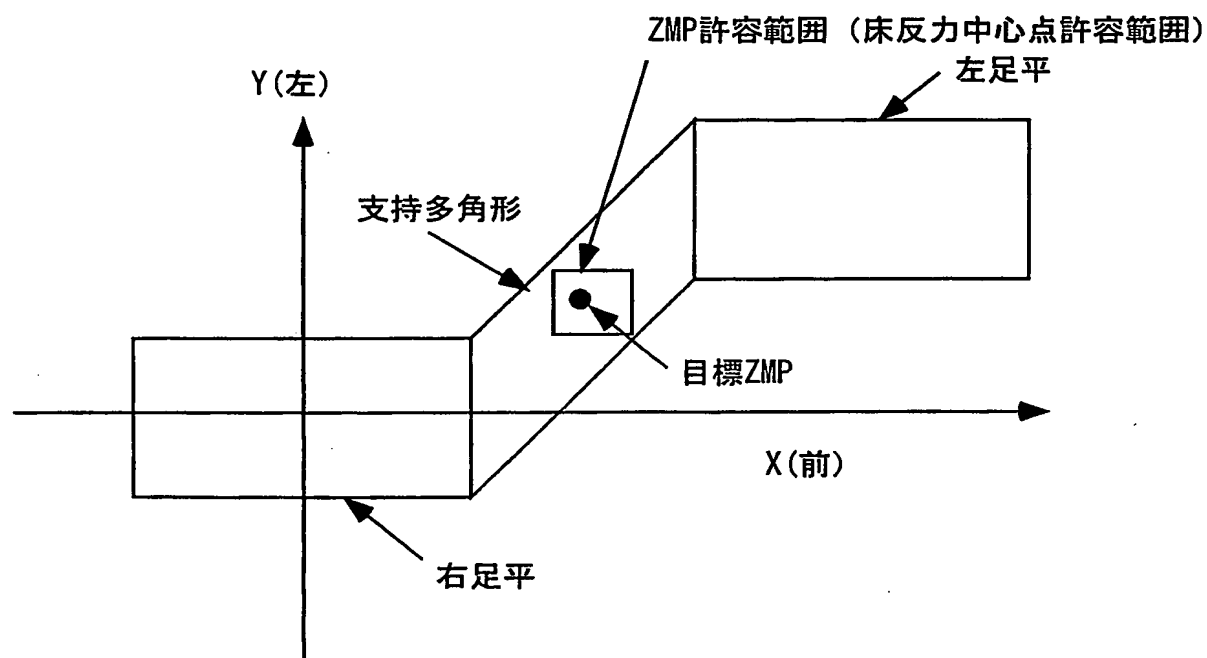 ZMP許容範囲（床反力中心点許容範囲）
左足平
Y(左)
支持多角形
目標ZMP
X(前)
右足平